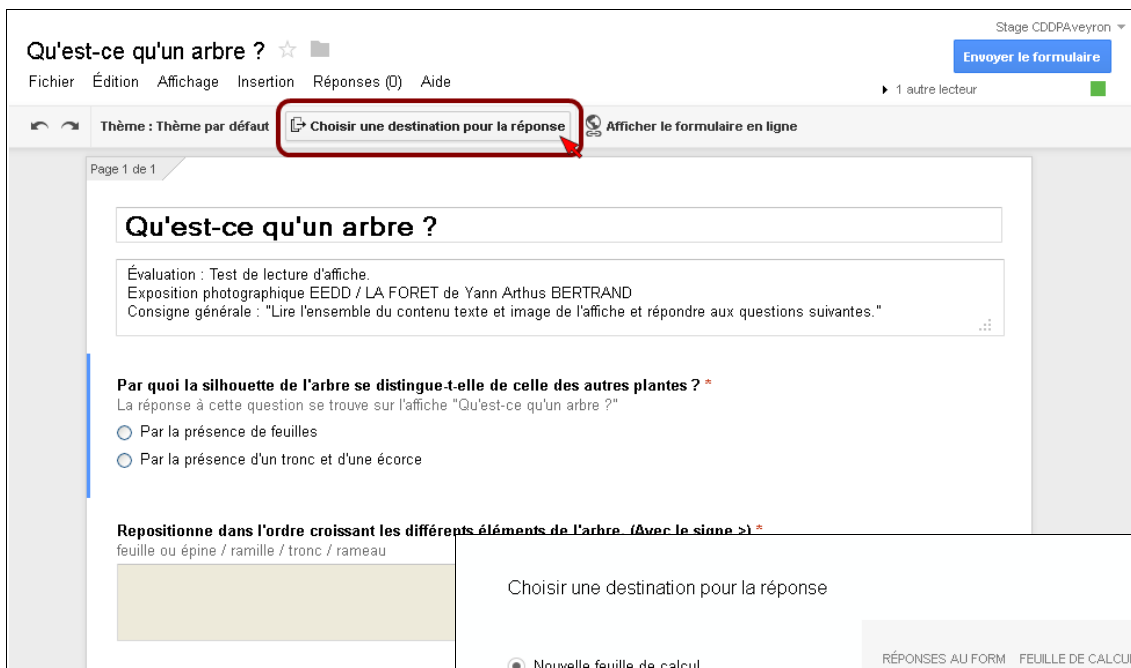 Stage CDDPAveyron
Qu'est-ce qu'un arbre ?
Envoyer le formulaire
Fichier Édition Affichage Insertion Réponses (0) Aide
1 autre lecteur
Thème : Thème par défaut Choisir une destination pour la réponse Afficher le formulaire en ligne
Page 1 de 1
Qu'est-ce qu'un arbre ?
Évaluation : Test de lecture d'affiche.
Exposition photographique EEDD / LA FORET de Yann Arthus BERTRAND
Consigne générale : "Lire l'ensemble du contenu texte et image de l'affiche et répondre aux questions suivantes."
Par quoi la silhouette de l'arbre se distingue-t-elle de celle des autres plantes ? *
La réponse à cette question se trouve sur l'affiche "Qu'est-ce qu'un arbre ?"
Par la présence de feuilles
Par la présence d'un tronc et d'une écorce
Repositionne dans l'ordre croissant les différents éléments de l'arbre. (Avec le signe >) *
feuille ou épine / ramille / tronc / rameau
Choisir une destination pour la réponse
Nouvelle feuille de calcul
RÉPONSES AU FORM FEUILLE DE CALCUL